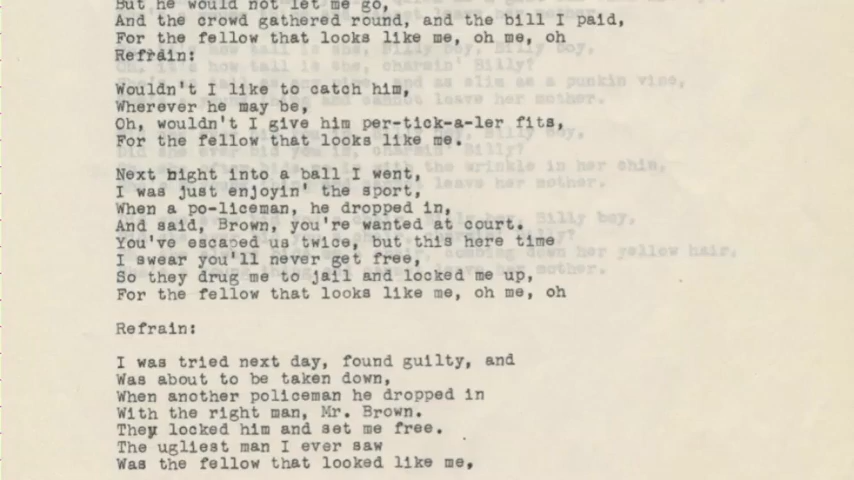 But he would not let me go,
And the crowd gathered round, and the bill I paid,
For the fellow that looks like me, oh me, oh
Refrain:
Wouldn't I like to catch him,
Wherever he may be,
Oh, wouldn't I give him per-tick-a-ler fits,
For the fellow that looks like me.
Next night into a ball I went,
I was just enjoyin' the sport,
When a po-liceman, he dropped in,
And said, Brown, you're wanted at court.
You've escaped us twice, but this here time
I swear you'll never get free,
So they drug me to jail and locked me up,
For the fellow that looks like me, oh me, oh
Refrain:
I was tried next day, found guilty, and
Was about to be taken down,
When another policeman he dropped in
With the right man, Mr. Brown.
They locked him and set me free.
The ugliest man I ever saw
Was the fellow that looked like me,